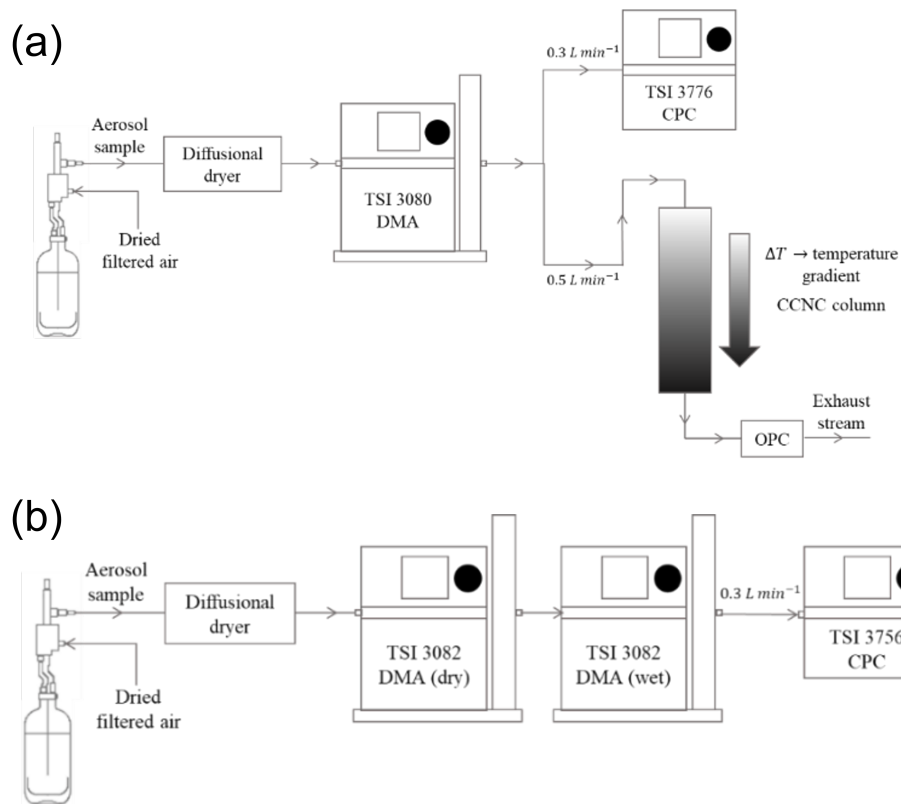 (a)
Aerosol
sample
Diffusional
dryer
Dried
filtered air
TSI 3080
DMA
0.3 L min⁻¹
TSI 3776
CPC
0.5 L min⁻¹
ΔT → temperature
gradient
CCNC column
OPC
Exhaust
stream
(b)
Aerosol
sample
Diffusional
dryer
Dried
filtered air
TSI 3082
DMA (dry)
TSI 3082
DMA (wet)
0.3 L min⁻¹
TSI 3756
CPC